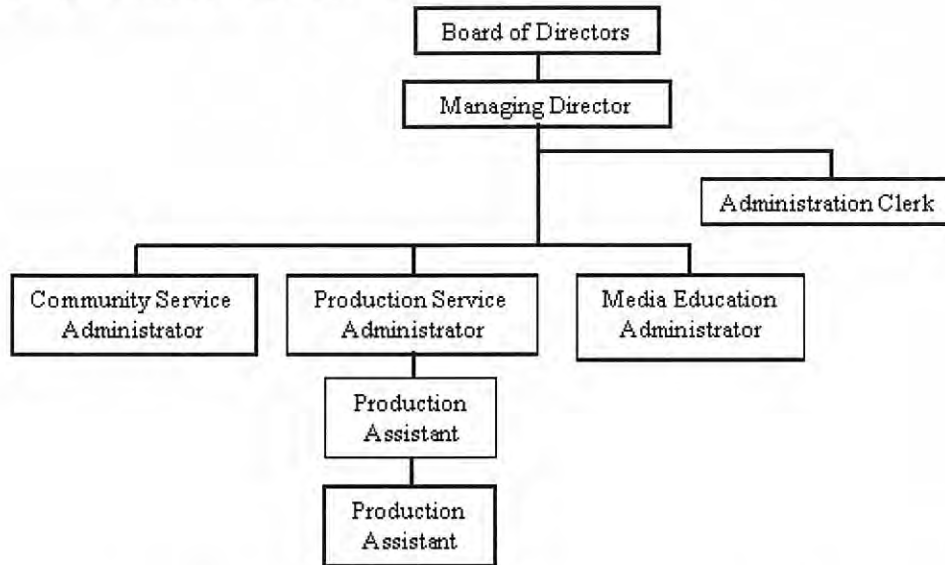 Board of Directors
Managing Director
Administration Clerk
Community Service
Administrator
Production Service
Administrator
Media Education
Administrator
Production
Assistant
Production
Assistant